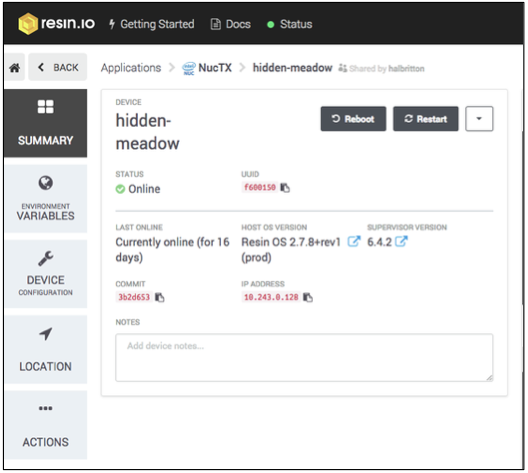 resin.io Getting Started Docs Status
BACK Applications NucTX hidden-meadow Shared by halbritton
SUMMARY
ENVIRONMENT
VARIABLES
DEVICE
CONFIGURATION
LOCATION
ACTIONS
DEVICE
hidden-
meadow
Reboot Restart
STATUS UUID
Online f600150
LAST ONLINE HOST OS VERSION SUPERVISOR VERSION
Currently online (for 16 Resin OS 2.7.8+rev1 6.4.2
days) (prod)
COMMIT IP ADDRESS
3b2d653 10.243.0.128
NOTES
Add device notes...